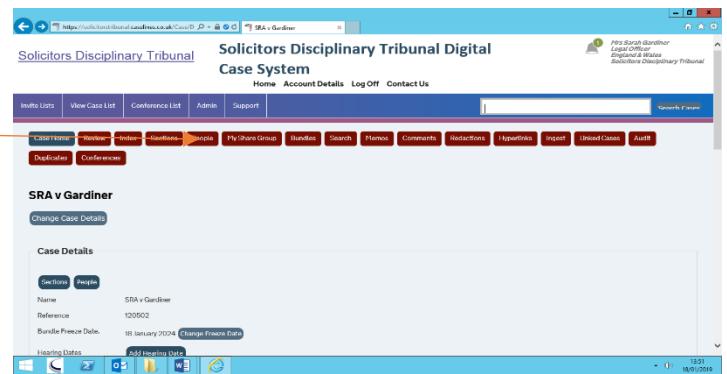 https://solicitorstribunal.caselines.co.uk/Case/D
SRA v Gardiner
Solicitors Disciplinary Tribunal
Solicitors Disciplinary Tribunal Digital
Case System
1
Mrs Sarah Gardiner
Legal Officer
England & Wales
Solicitors Disciplinary Tribunal
Home Account Details Log Off Contact Us
Invite Lists View Case List Conference List Admin Support Search Cases
Case Home Review Index Sections People My Share Group Bundles Search Memos Comments Redactions Hyperlinks Ingest Linked Cases Audit
Duplicates Conferences
SRA v Gardiner
Change Case Details
Case Details
Sections People
Name SRA v Gardiner
Reference 120502
Bundle Freeze Date. 18 January 2024 Change Freeze Date
Hearing Dates Add Hearing Date
13:51
18/01/2019